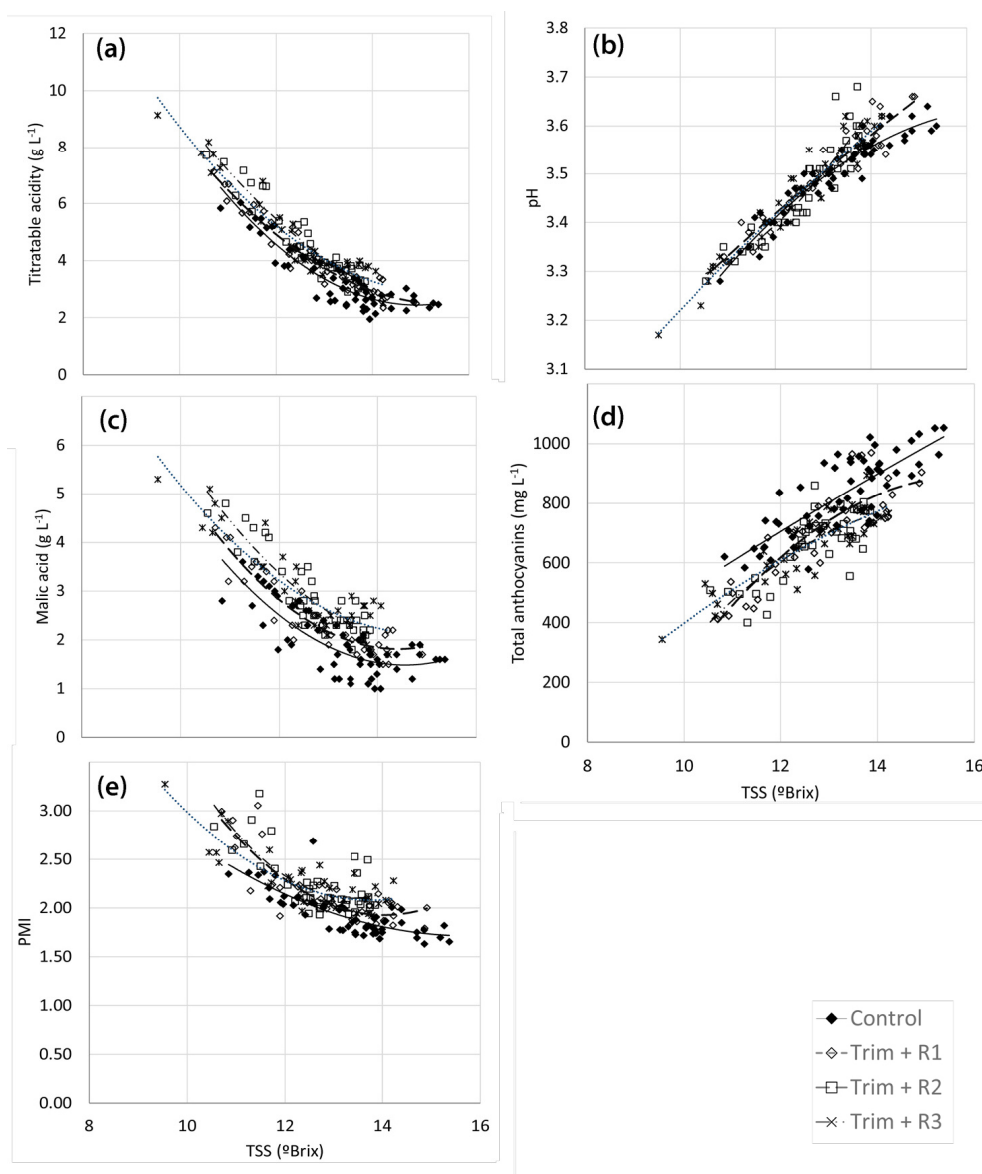 (a)
Titratable acidity (g L-1)
12
10
8
6
4
2
0
(b)
pH
3.8
3.7
3.6
3.5
3.4
3.3
3.2
3.1
(c)
Malic acid (g L-1)
6
5
4
3
2
1
0
(d)
Total anthocyanins (mg L-1)
1000
800
600
400
200
0
8 10 12 14 16
TSS (ºBrix)
(e)
PMI
3.00
2.50
2.00
1.50
1.00
0.50
0.00
8 10 12 14 16
TSS (ºBrix)
Control
Trim + R1
Trim + R2
Trim + R3